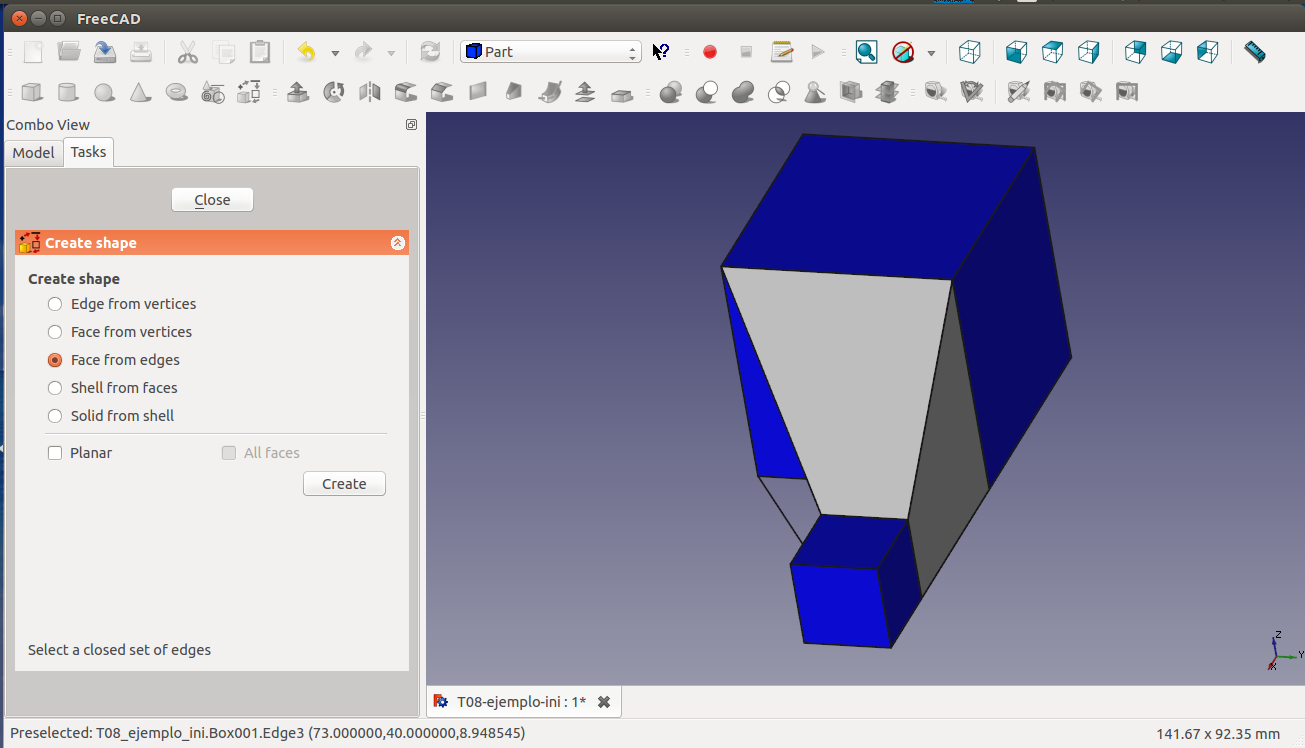 FreeCAD
Part
Combo View
Model
Tasks
Close
Create shape
Create shape
Edge from vertices
Face from vertices
Face from edges
Shell from faces
Solid from shell
Planar
All faces
Create
Select a closed set of edges
Z
Y
X
T08-ejemplo-ini : 1*
Preselected: T08_ejemplo_ini.Box001.Edge3 (73.000000,40.000000,8.948545)
141.67 x 92.35 mm